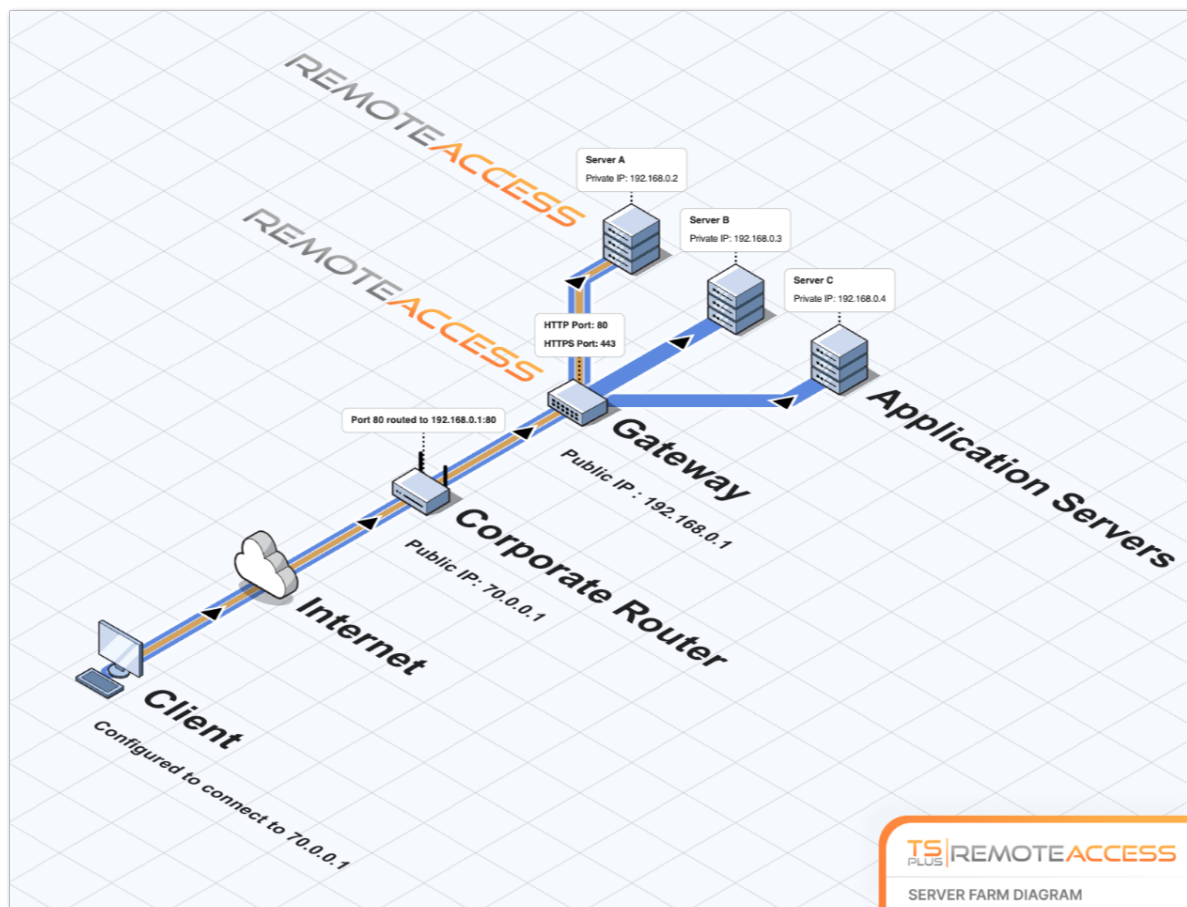 REMOTEACCESS
REMOTEACCESS
Server A
Private IP: 192.168.0.2
Server B
Private IP: 192.168.0.3
Server C
Private IP: 192.168.0.4
HTTP Port: 80
HTTPS Port: 443
Port 80 routed to 192.168.0.1:80
Application Servers
Gateway
Public IP : 192.168.0.1
Corporate Router
Public IP: 70.0.0.1
Internet
Client
Configured to connect to 70.0.0.1
TS PLUS REMOTEACCESS
SERVER FARM DIAGRAM